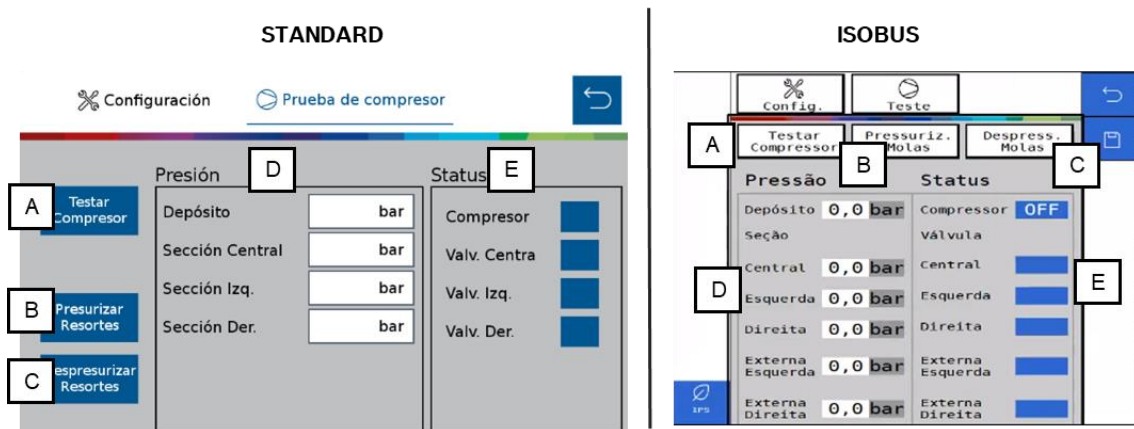 STANDARD
Configuración
Prueba de compresor
Presión
D
Status
E
A
Testar
Compresor
B
Presurizar
Resortes
C
espresurizar
Resortes
Depósito
bar
Sección Central
bar
Sección Izq.
bar
Sección Der.
bar
Compresor
Valv. Centra
Valv. Izq.
Valv. Der.
ISOBUS
Config.
Teste
A
Testar
Compressor
B
Pressuriz.
Molas
Despress.
Molas
C
Pressão
Status
Depósito 0,0 bar
Seção
D
Central 0,0 bar
Esquerda 0,0 bar
Direita 0,0 bar
Externa
Esquerda 0,0 bar
Externa
Direita 0,0 bar
Compressor OFF
Válvula
Central
E
Esquerda
Direita
Externa
Esquerda
Externa
Direita
IPS